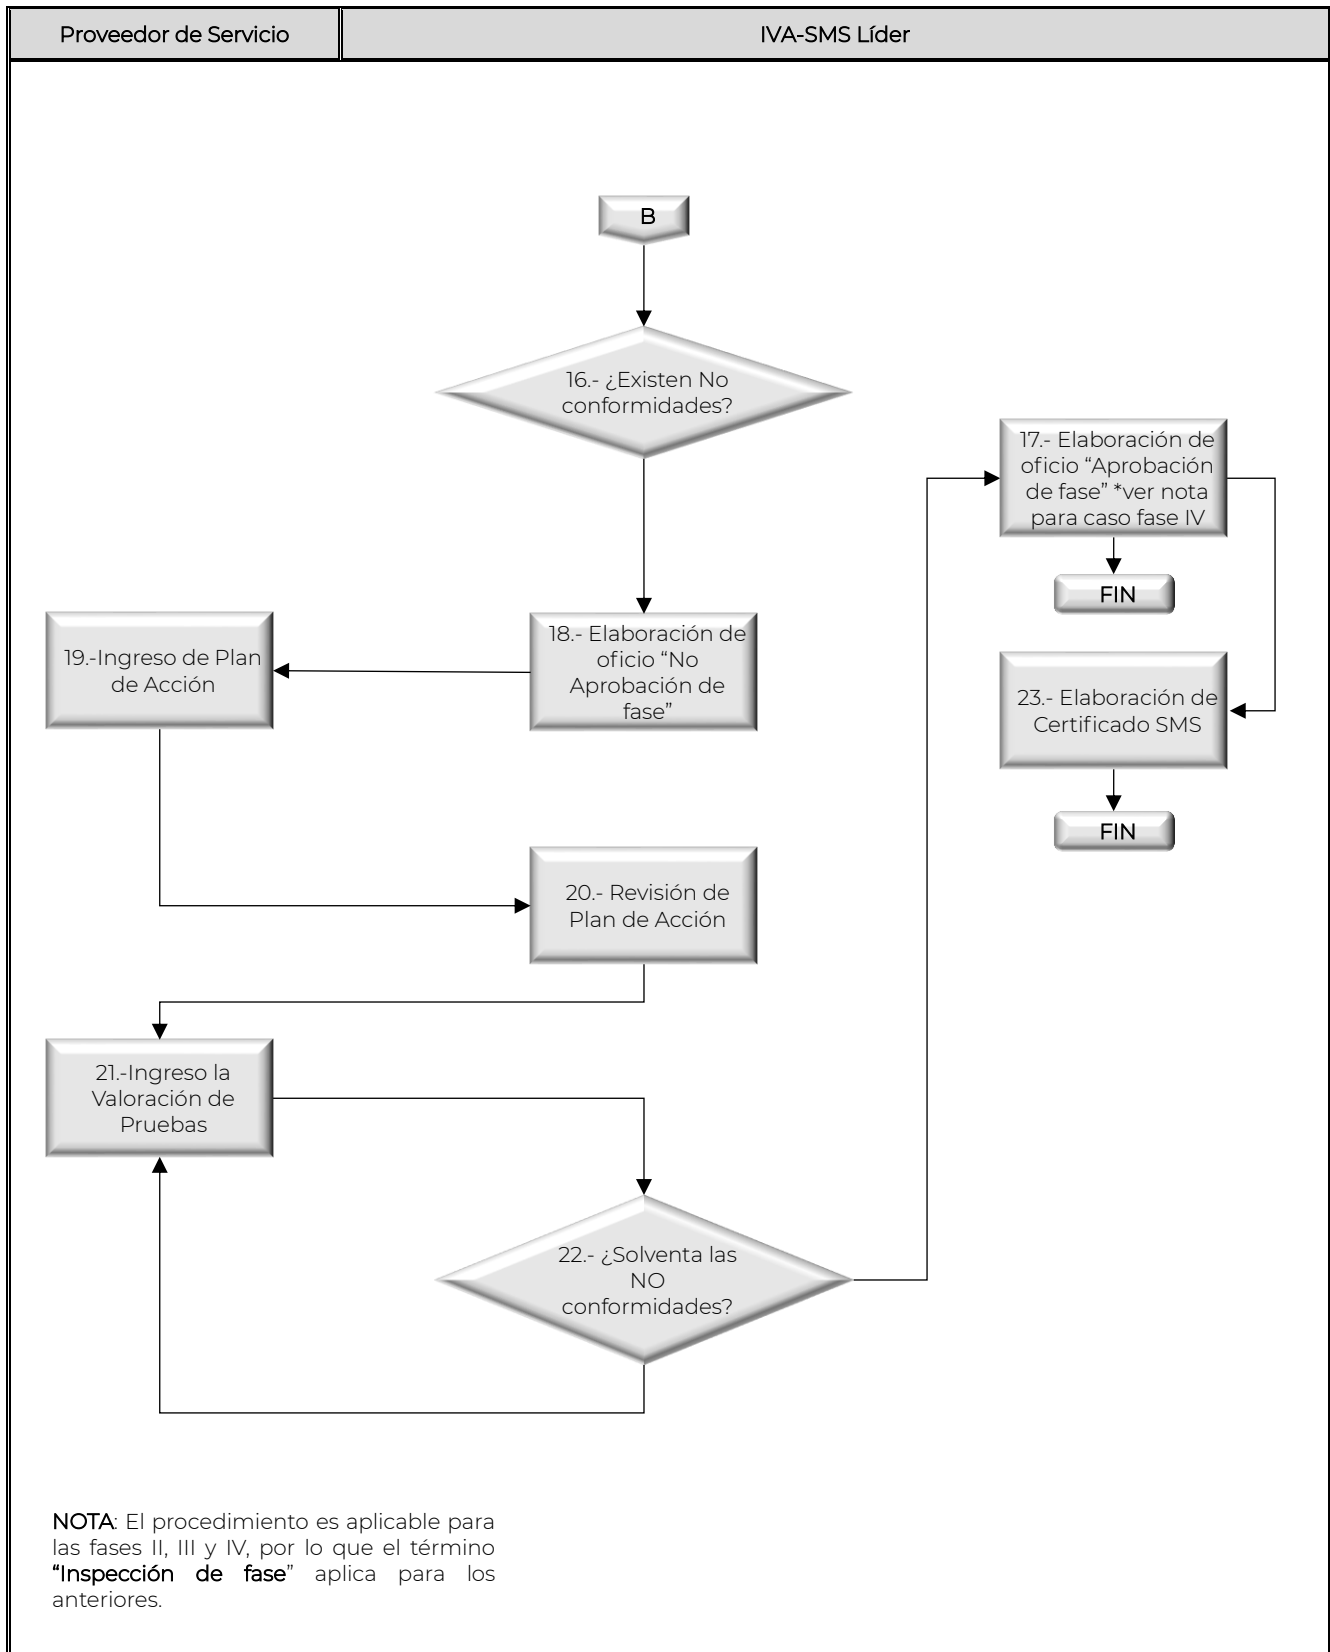 Proveedor de Servicio
IVA-SMS Líder
B
16.- ¿Existen No
conformidades?
17.- Elaboración de
oficio “Aprobación
de fase” *ver nota
para caso fase IV
FIN
18.- Elaboración de
oficio “No
Aprobación de
fase”
19.-Ingreso de Plan
de Acción
23.- Elaboración de
Certificado SMS
FIN
20.- Revisión de
Plan de Acción
21.-Ingreso la
Valoración de
Pruebas
22.- ¿Solventa las
NO
conformidades?
NOTA: El procedimiento es aplicable para
las fases II, III y IV, por lo que el término
“Inspección de fase” aplica para los
anteriores.